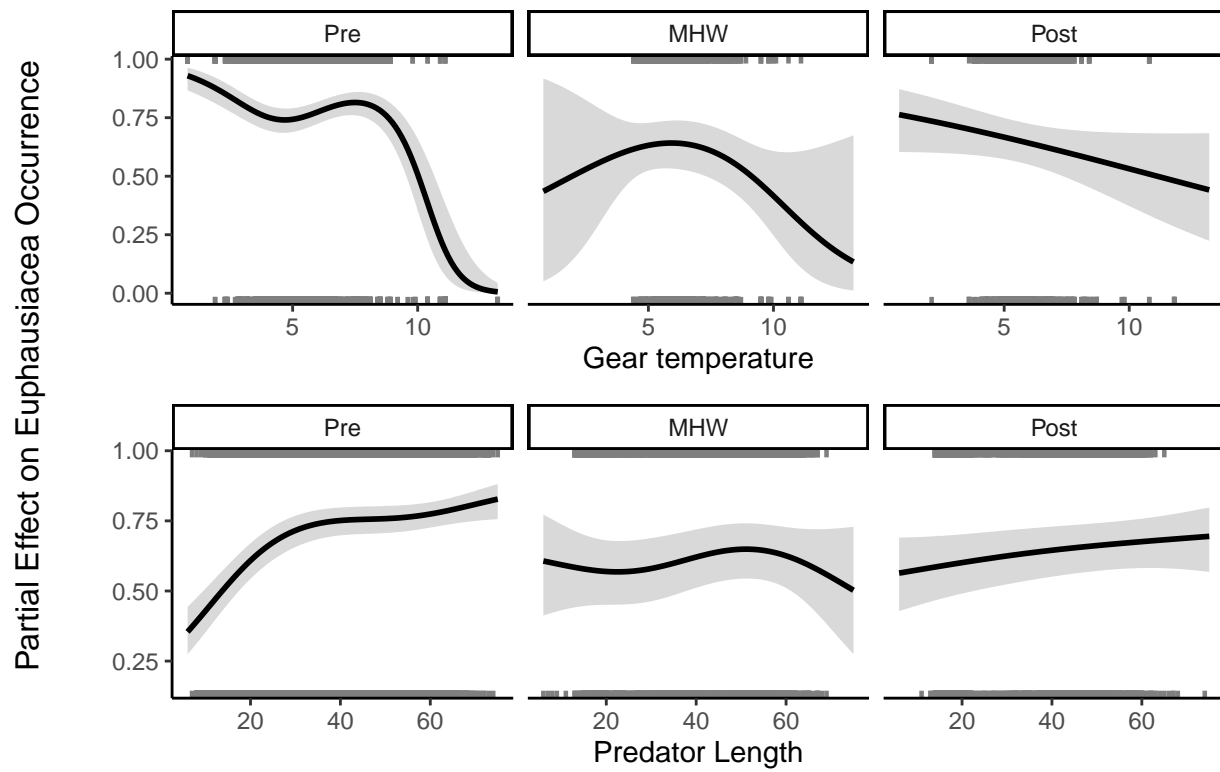 Partial Effect on Euphausiacea Occurrence
Pre
MHW
Post
1.00
0.75
0.50
0.25
0.00
5 10
5 10
5 10
Gear temperature
Pre
MHW
Post
1.00
0.75
0.50
0.25
20 40 60
20 40 60
20 40 60
Predator Length